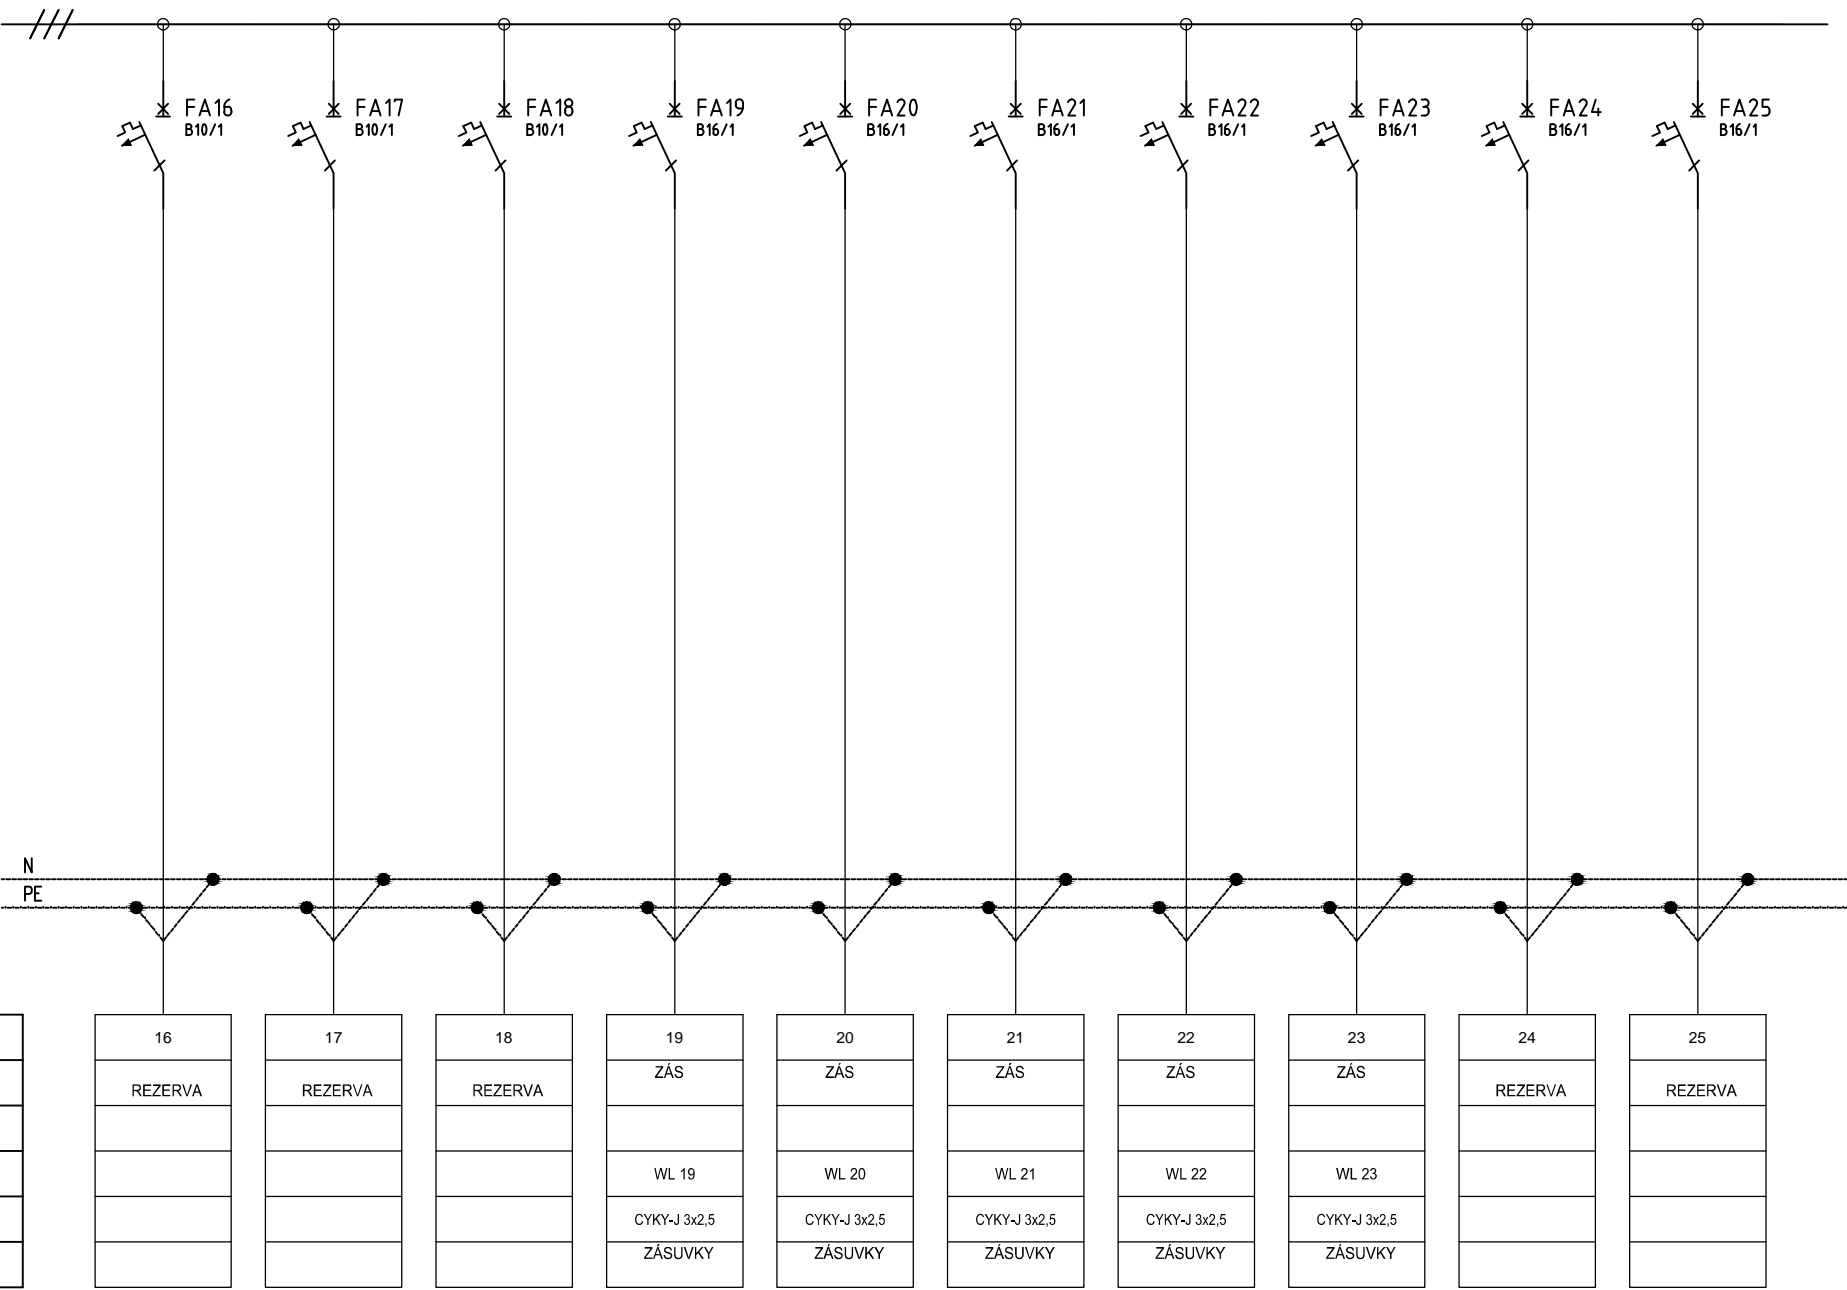 FA16
B10/1
FA17
B10/1
FA18
B10/1
FA19
B16/1
FA20
B16/1
FA21
B16/1
FA22
B16/1
FA23
B16/1
FA24
B16/1
FA25
B16/1
N
PE
16
REZERVA
17
REZERVA
18
REZERVA
19
ZÁS
WL 19
CYKY-J 3x2,5
ZÁSUVKY
20
ZÁS
WL 20
CYKY-J 3x2,5
ZÁSUVKY
21
ZÁS
WL 21
CYKY-J 3x2,5
ZÁSUVKY
22
ZÁS
WL 22
CYKY-J 3x2,5
ZÁSUVKY
23
ZÁS
WL 23
CYKY-J 3x2,5
ZÁSUVKY
24
REZERVA
25
REZERVA